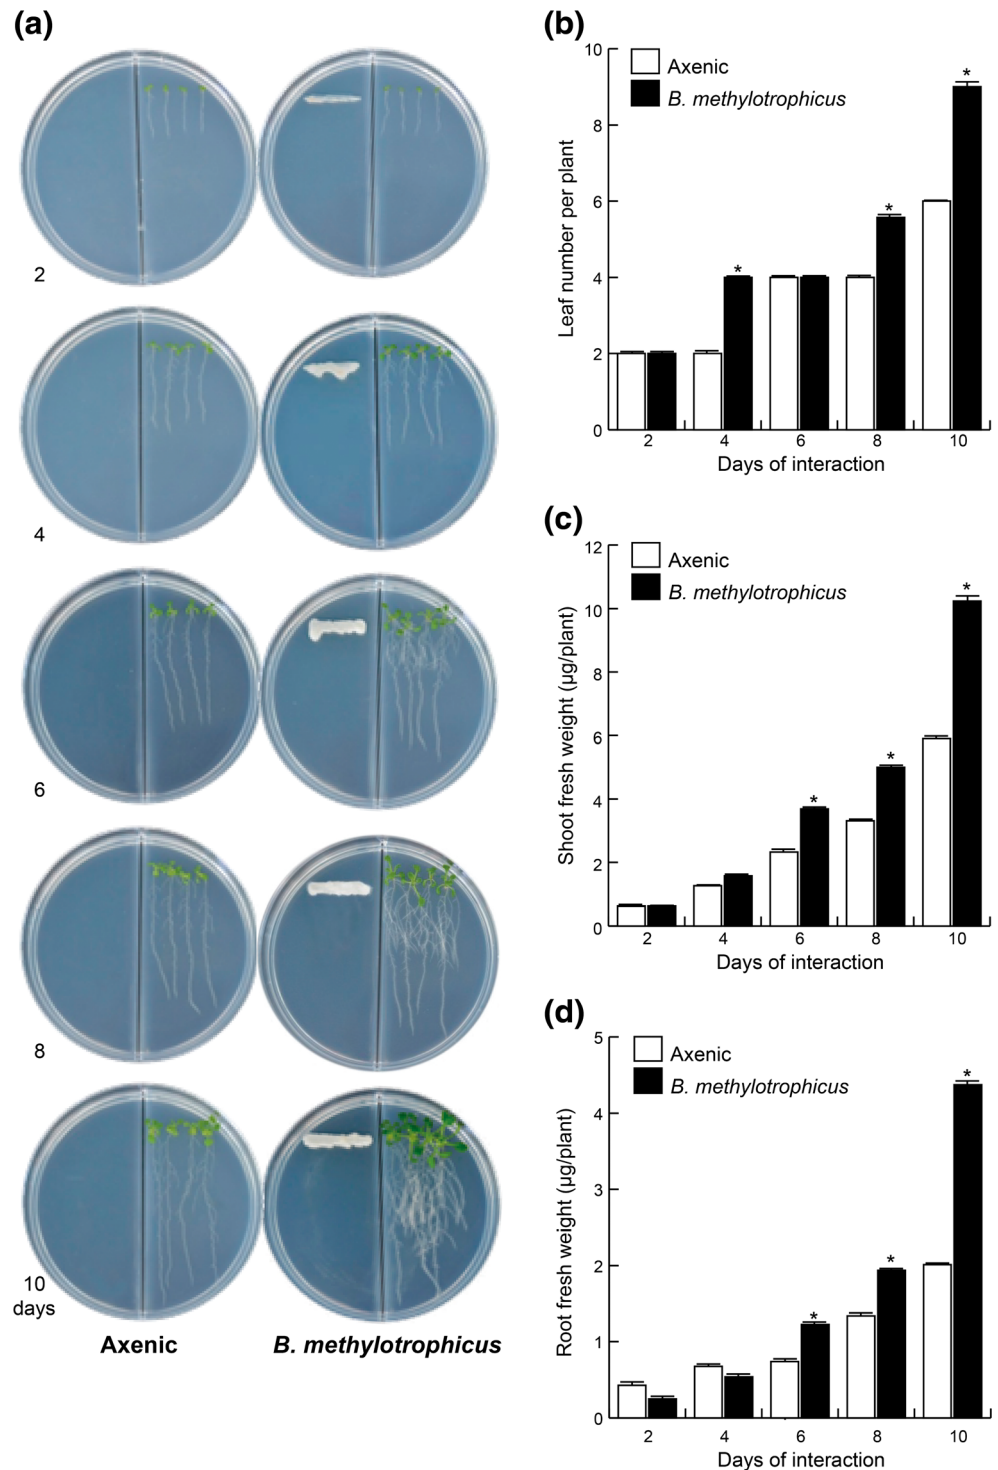 (a)
2
4
6
8
10
days
Axenic
B. methylotrophicus
(b)
10
8
6
4
2
0
Leaf number per plant
Axenic
B. methylotrophicus
*
*
*
2 4 6 8 10
Days of interaction
(c)
12
10
8
6
4
2
0
Shoot fresh weight (µg/plant)
Axenic
B. methylotrophicus
*
*
*
2 4 6 8 10
Days of interaction
(d)
5
4
3
2
1
0
Root fresh weight (µg/plant)
Axenic
B. methylotrophicus
*
*
*
2 4 6 8 10
Days of interaction